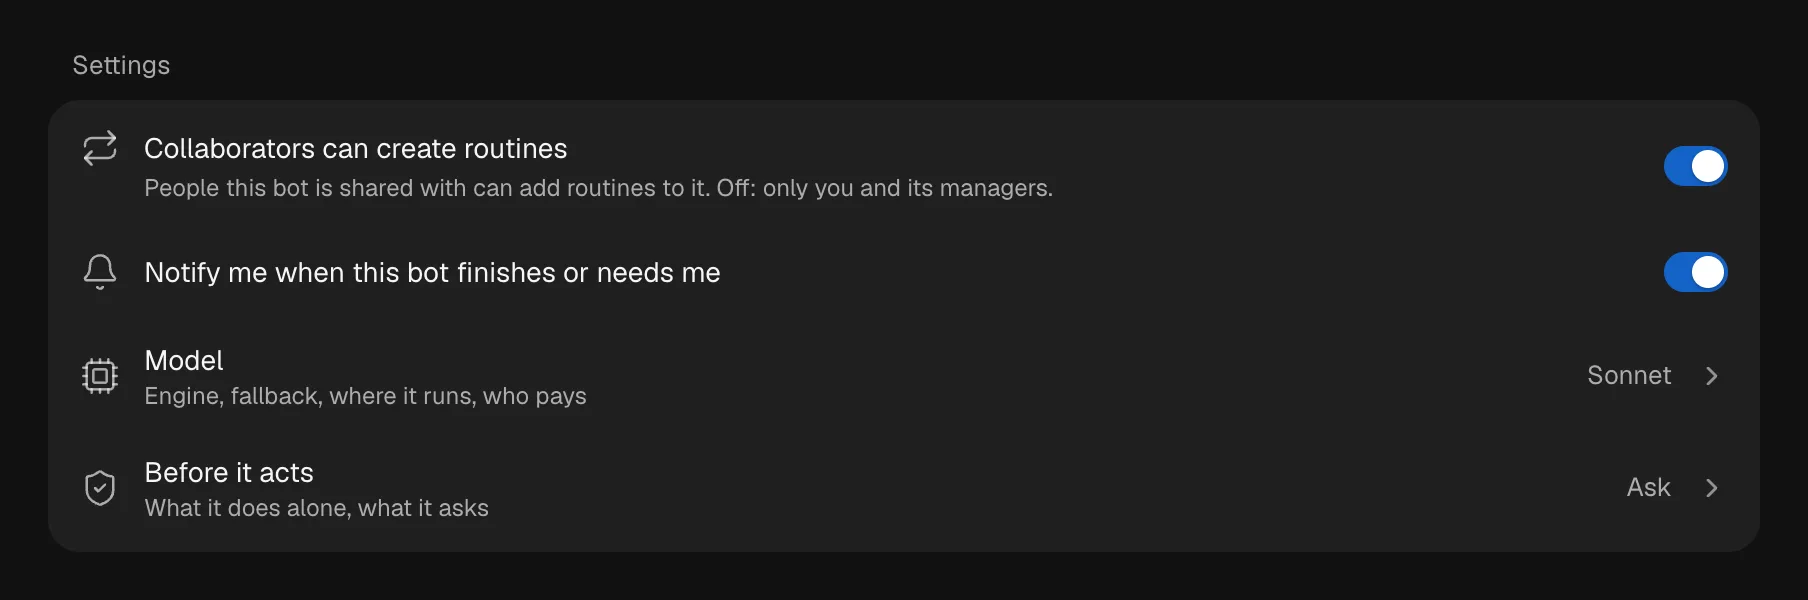 Settings
Collaborators can create routines
People this bot is shared with can add routines to it. Off: only you and its managers.
Notify me when this bot finishes or needs me
Model
Engine, fallback, where it runs, who pays
Sonnet
Before it acts
What it does alone, what it asks
Ask